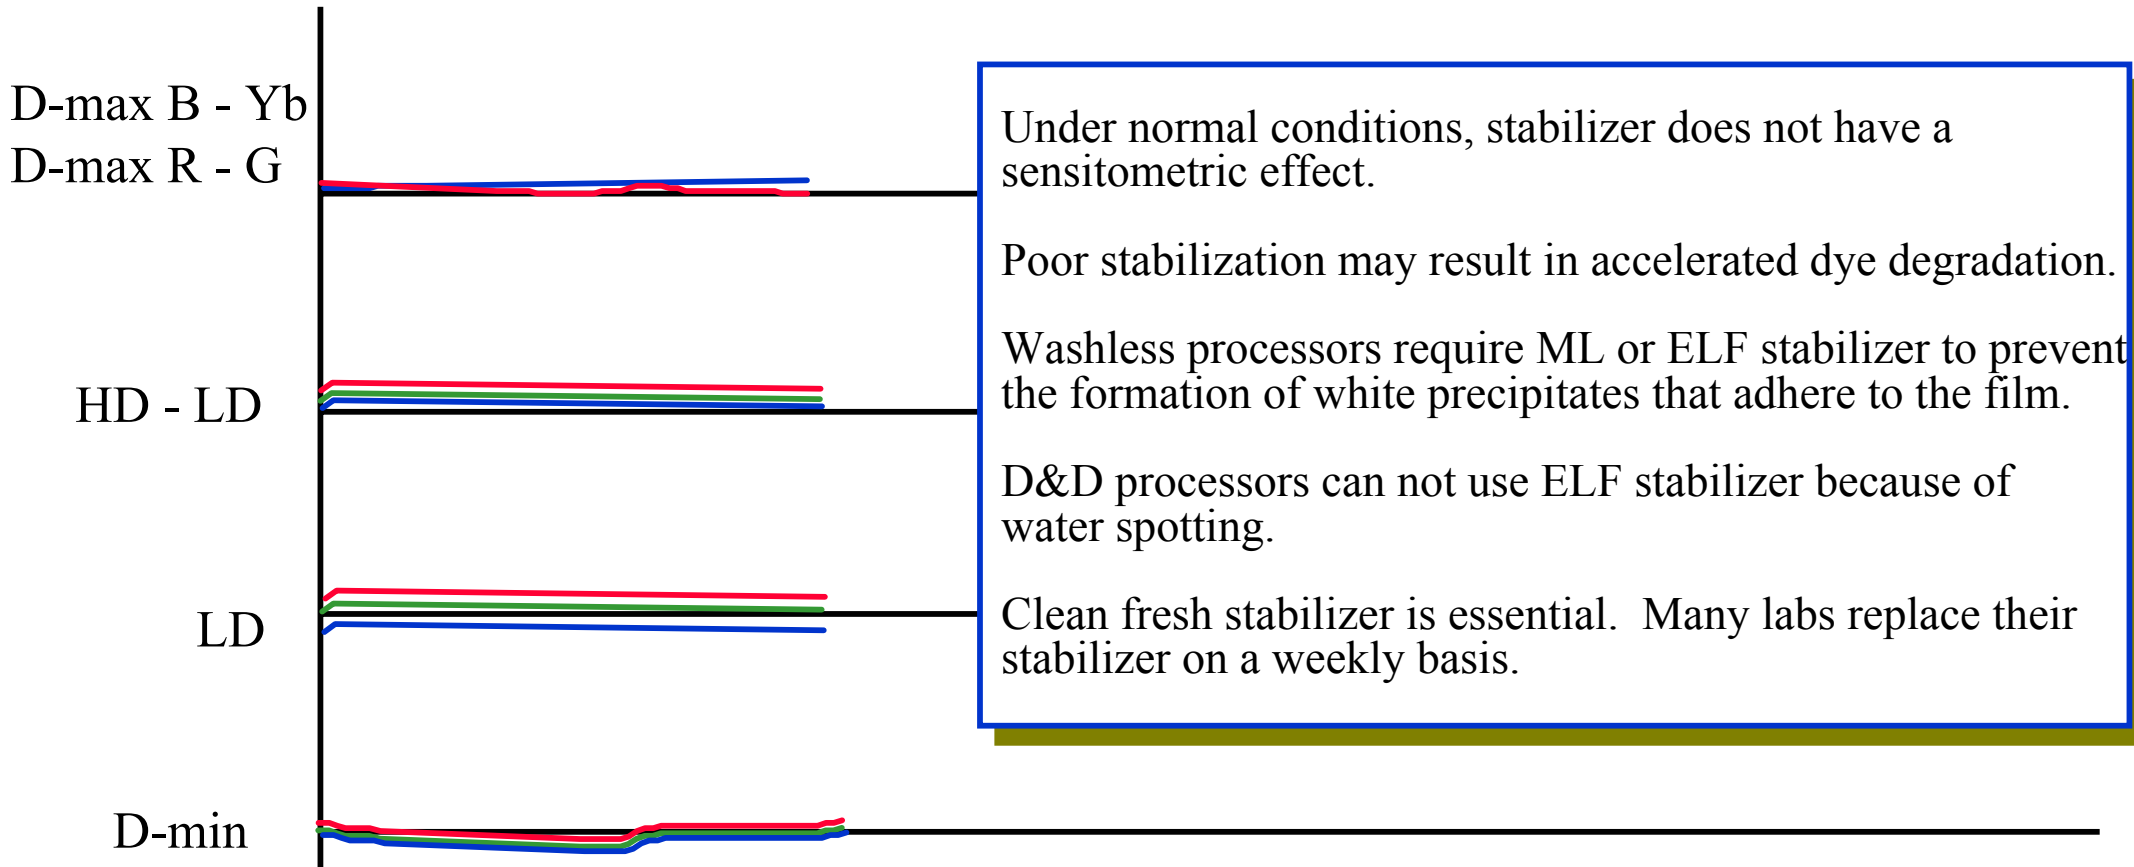 D-max B - Yb
D-max R - G
HD - LD
LD
D-min
Under normal conditions, stabilizer does not have a
sensitometric effect.
Poor stabilization may result in accelerated dye degradation.
Washless processors require ML or ELF stabilizer to prevent
the formation of white precipitates that adhere to the film.
D&D processors can not use ELF stabilizer because of
water spotting.
Clean fresh stabilizer is essential.  Many labs replace their
stabilizer on a weekly basis.